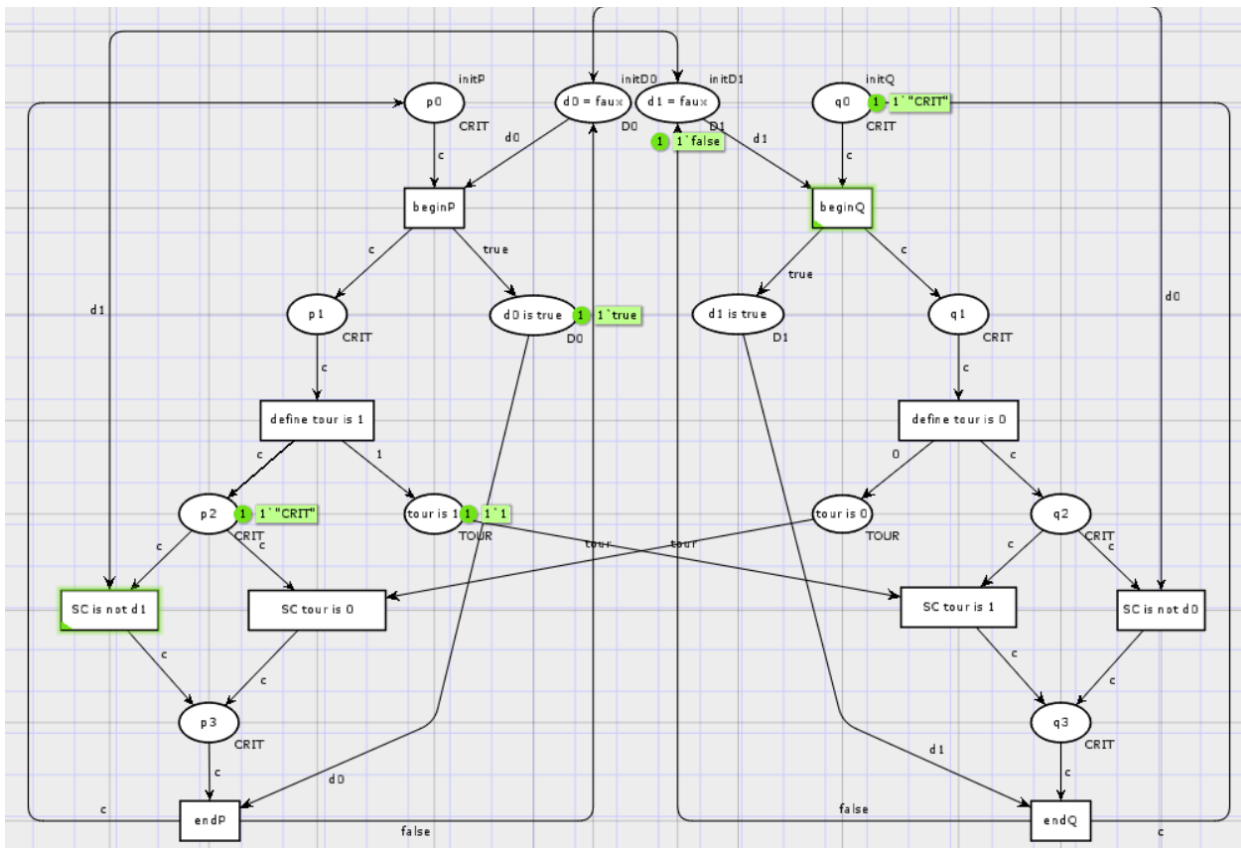 initP
initD0
initD1
initQ
p0
d0 = faux
d1 = faux
q0
1
1`"CRIT"
CRIT
D0
D1
CRIT
1
1`false
d0
d1
c
c
beginP
beginQ
c
true
true
c
d1
p1
d0 is true
1
1`true
d1 is true
q1
d0
CRIT
D0
D1
CRIT
c
c
define tour is 1
define tour is 0
c
1
0
c
p2
1
1`"CRIT"
tour is 1
1
1`1
tour is 0
q2
CRIT
TOUR
TOUR
CRIT
c
c
tour
tour
c
c
SC is not d1
SC tour is 0
SC tour is 1
SC is not d0
c
c
c
c
p3
q3
CRIT
CRIT
c
d0
d1
c
c
endP
false
false
endQ
c